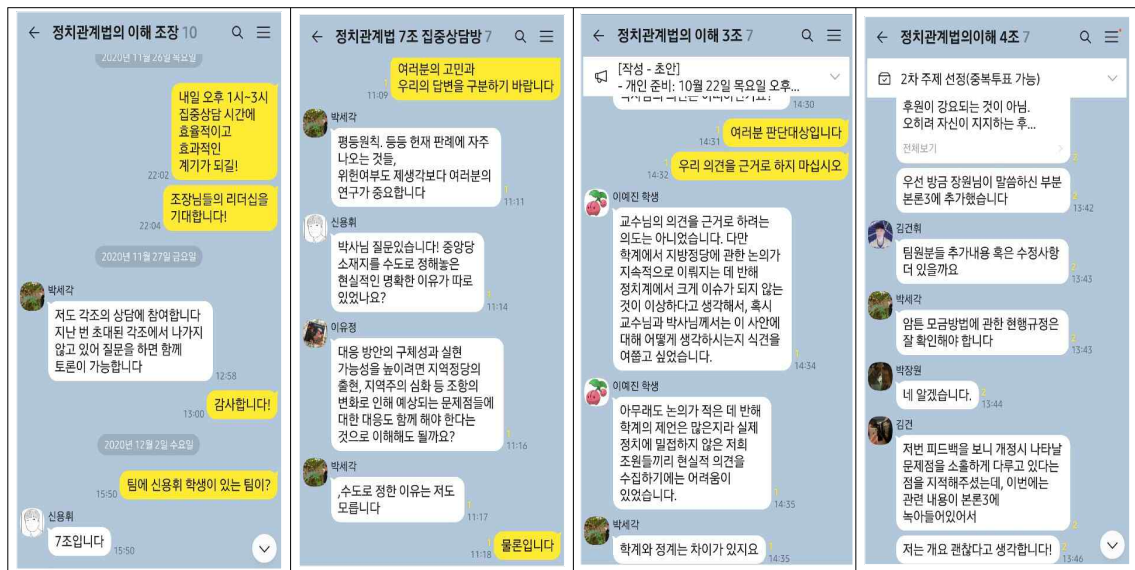 정치관계법의 이해 조장 10
2020년 11월 26일 목요일
내일 오후 1시~3시
집중상담 시간에
효율적이고
효과적인
계기가 되길!
22:02
조장님들의 리더십을
기대합니다!
22:04
2020년 11월 27일 금요일
박세각
저도 각조의 상담에 참여합니다
지난 번 초대된 각조에서 나가지
않고 있어 질문을 하면 함께
토론이 가능합니다
12:58
감사합니다!
13:00
2020년 12월 2일 수요일
팀에 신용휘 학생이 있는 팀이?
15:50
신용휘
7조입니다
15:50
정치관계법 7조 집중상담방 7
여러분의 고민과
우리의 답변을 구분하기 바랍니다
11:09
박세각
평등원칙. 등등 헌재 판례에 자주
나오는 것들,
위헌여부도 제생각보다 여러분의
연구가 중요합니다
1
11:11
신용휘
박사님 질문있습니다! 중앙당
소재지를 수도로 정해놓은
현실적인 명확한 이유가 따로
있었나요?
1
11:14
이유정
대응 방안의 구체성과 실현
가능성을 높이려면 지역정당의
출현, 지역주의 심화 등 조항의
변화로 인해 예상되는 문제점들에
대한 대응도 함께 해야 한다는
것으로 이해해도 될까요?
1
11:16
박세각
,수도로 정한 이유는 저도
모릅니다
1
11:17
물론입니다
1
11:18
정치관계법의 이해 3조 7
[작성 - 초안]
- 개인 준비: 10월 22일 목요일 오후...
14:30
여러분 판단대상입니다
1
14:31
우리 의견을 근거로 하지 마십시오
1
14:32
이예진 학생
교수님의 의견을 근거로 하려는
의도는 아니었습니다. 다만
학계에서 지방정당에 관한 논의가
지속적으로 이뤄지는 데 반해
정치계에서 크게 이슈가 되지 않는
것이 이상하다고 생각해서, 혹시
교수님과 박사님께서는 이 사안에
대해 어떻게 생각하시는지 식견을
여쭙고 싶었습니다.
1
14:34
이예진 학생
아무래도 논의가 적은 데 반해
학계의 제언은 많은지라 실제
정치에 밀접하지 않은 저희
조원들끼리 현실적 의견을
수집하기에는 어려움이
있었습니다.
1
14:35
박세각
학계와 정계는 차이가 있지요
1
14:35
정치관계법의이해 4조 7
2차 주제 선정(중복투표 가능)
후원이 강요되는 것이 아님.
오히려 자신이 지지하는 후...
전체보기
2
우선 방금 장원님이 말씀하신 부분
본론3에 추가했습니다
2
13:42
김건휘
팀원분들 추가내용 혹은 수정사항
더 있을까요
2
13:43
박세각
암튼 모금방법에 관한 현행규정은
잘 확인해야 합니다
2
13:43
박장원
네 알겠습니다.
2
13:44
김건
저번 피드백을 보니 개정시 나타날
문제점을 소홀하게 다루고 있다는
점을 지적해주셨는데, 이번에는
관련 내용이 본론3에
녹아들어있어서
2
저는 개요 괜찮다고 생각합니다!
2
13:46